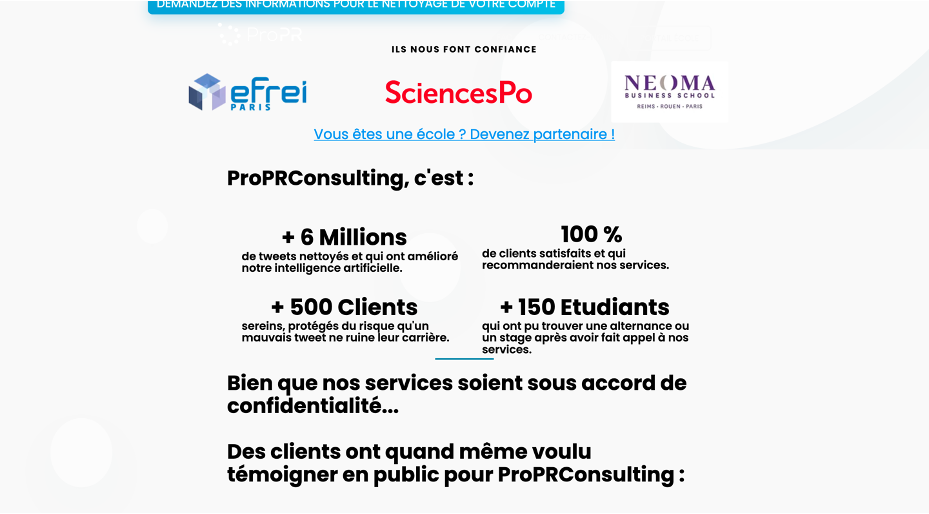 DEMANDEZ DES INFORMATIONS POUR LE NETTOYAGE DE VOTRE COMPTE
ProPR
ILS NOUS FONT CONFIANCE
efrei
PARIS
SciencesPo
NEOMA
BUSINESS SCHOOL
REIMS - ROUEN - PARIS
Vous êtes une école ? Devenez partenaire !
ProPRConsulting, c'est :
+ 6 Millions
de tweets nettoyés et qui ont amélioré
notre intelligence artificielle.
100 %
de clients satisfaits et qui
recommanderaient nos services.
+ 500 Clients
sereins, protégés du risque qu'un
mauvais tweet ne ruine leur carrière.
+ 150 Etudiants
qui ont pu trouver une alternance ou
un stage après avoir fait appel à nos
services.
Bien que nos services soient sous accord de
confidentialité...
Des clients ont quand même voulu
témoigner en public pour ProPRConsulting :